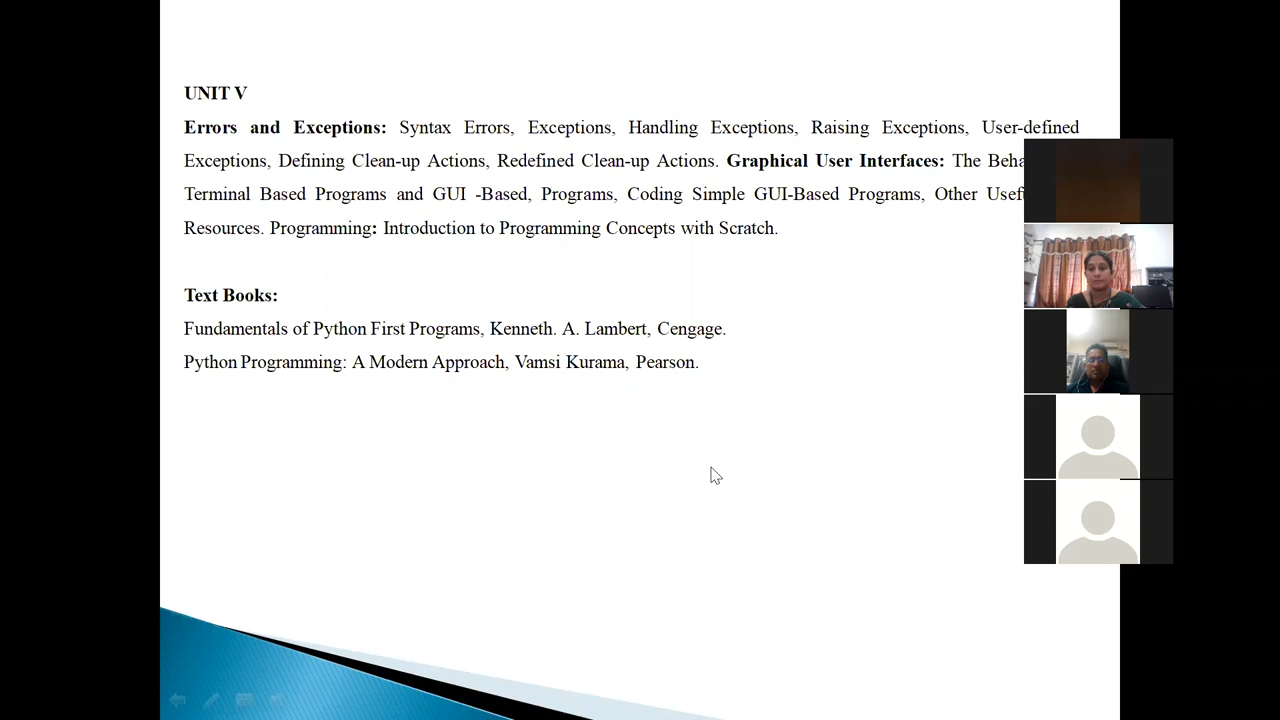 UNIT V
Errors and Exceptions: Syntax Errors, Exceptions, Handling Exceptions, Raising Exceptions, User-defined
Exceptions, Defining Clean-up Actions, Redefined Clean-up Actions. Graphical User Interfaces: The
Terminal Based Programs and GUI -Based, Programs, Coding Simple GUI-Based Programs, Other
Resources. Programming: Introduction to Programming Concepts with Scratch.
Text Books:
Fundamentals of Python First Programs, Kenneth. A. Lambert, Cengage.
Python Programming: A Modern Approach, Vamsi Kurama, Pearson.